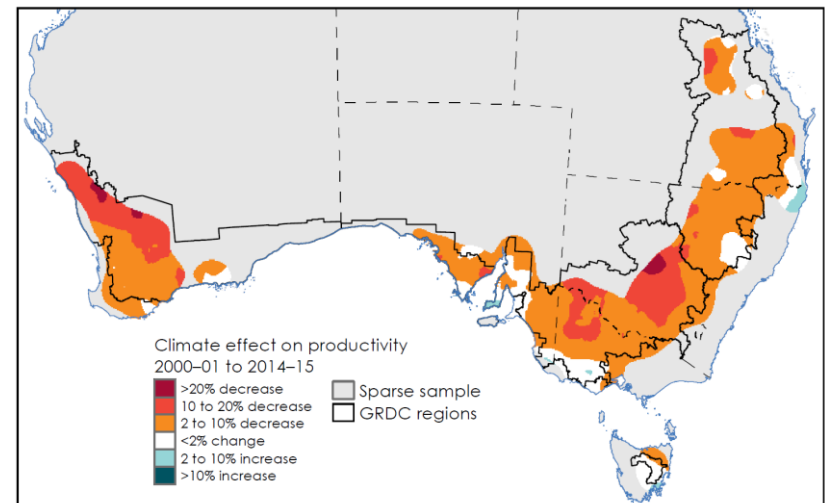 Climate effect on productivity
2000–01 to 2014–15
>20% decrease
10 to 20% decrease
2 to 10% decrease
<2% change
2 to 10% increase
>10% increase
Sparse sample
GRDC regions